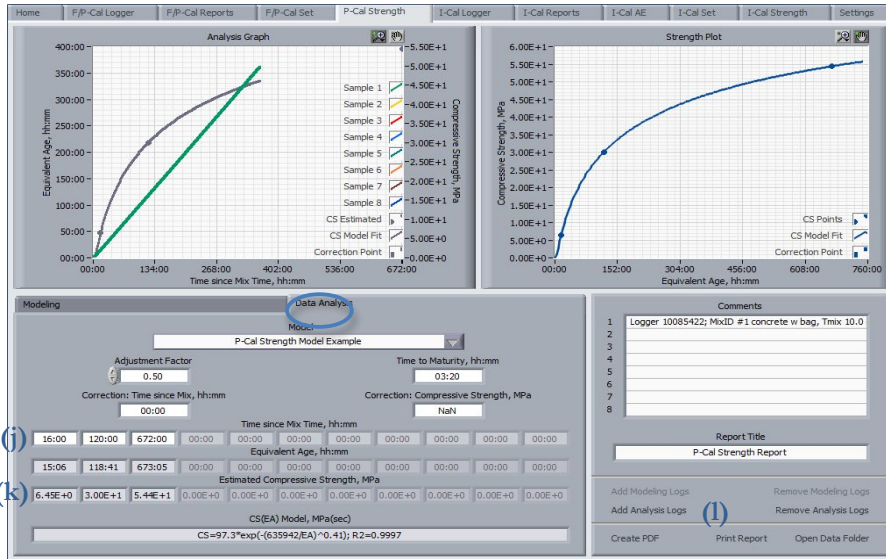 Home F/P-Cal Logger F/P-Cal Reports F/P-Cal Set P-Cal Strength I-Cal Logger I-Cal Reports I-Cal AE I-Cal Set I-Cal Strength Settings
Analysis Graph
Equivalent Age, hh:mm
400:00
350:00
300:00
250:00
200:00
150:00
100:00
50:00
00:00
00:00 134:00 268:00 402:00 536:00 672:00
Time since Mix Time, hh:mm
Sample 1
Sample 2
Sample 3
Sample 4
Sample 5
Sample 6
Sample 7
Sample 8
CS Estimated
CS Model Fit
Correction Point
5.50E+1
5.00E+1
4.50E+1
4.00E+1
3.50E+1
3.00E+1
2.50E+1
2.00E+1
1.50E+1
1.00E+1
5.00E+0
0.00E+0
Compressive Strength, MPa
Strength Plot
Compressive Strength, MPa
6.00E+1
5.50E+1
5.00E+1
4.50E+1
4.00E+1
3.50E+1
3.00E+1
2.50E+1
2.00E+1
1.50E+1
1.00E+1
5.00E+0
0.00E+0
00:00 152:00 304:00 456:00 608:00 760:00
Equivalent Age, hh:mm
CS Points
CS Model Fit
Correction Point
Modeling Data Analysis
Model
P-Cal Strength Model Example
Adjustment Factor Time to Maturity, hh:mm
0.50 03:20
Correction: Time since Mix, hh:mm Correction: Compressive Strength, MPa
00:00 NaN
Time since Mix Time, hh:mm
(j) 16:00 120:00 672:00 00:00 00:00 00:00 00:00 00:00 00:00 00:00
Equivalent Age, hh:mm
15:06 118:41 673:05 00:00 00:00 00:00 00:00 00:00 00:00 00:00
Estimated Compressive Strength, MPa
(k) 6.45E+0 3.00E+1 5.44E+1 0.00E+0 0.00E+0 0.00E+0 0.00E+0 0.00E+0 0.00E+0 0.00E+0
CS(EA) Model, MPa(sec)
CS=97.3*exp(-(635942/EA)^0.41); R2=0.9997
Comments
1 Logger 10085422; MixID #1 concrete w bag, Tmix 10.0
2
3
4
5
6
7
8
Report Title
P-Cal Strength Report
Add Modeling Logs Remove Modeling Logs
Add Analysis Logs (l) Remove Analysis Logs
Create PDF Print Report Open Data Folder